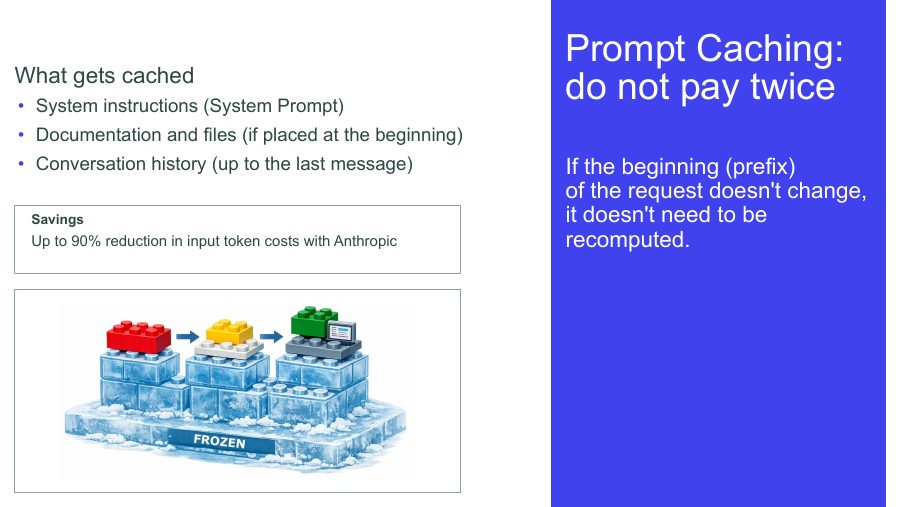 Prompt Caching:
do not pay twice
If the beginning (prefix)
of the request doesn't change,
it doesn't need to be
recomputed.
What gets cached
• System instructions (System Prompt)
• Documentation and files (if placed at the beginning)
• Conversation history (up to the last message)
Savings
Up to 90% reduction in input token costs with Anthropic
FROZEN